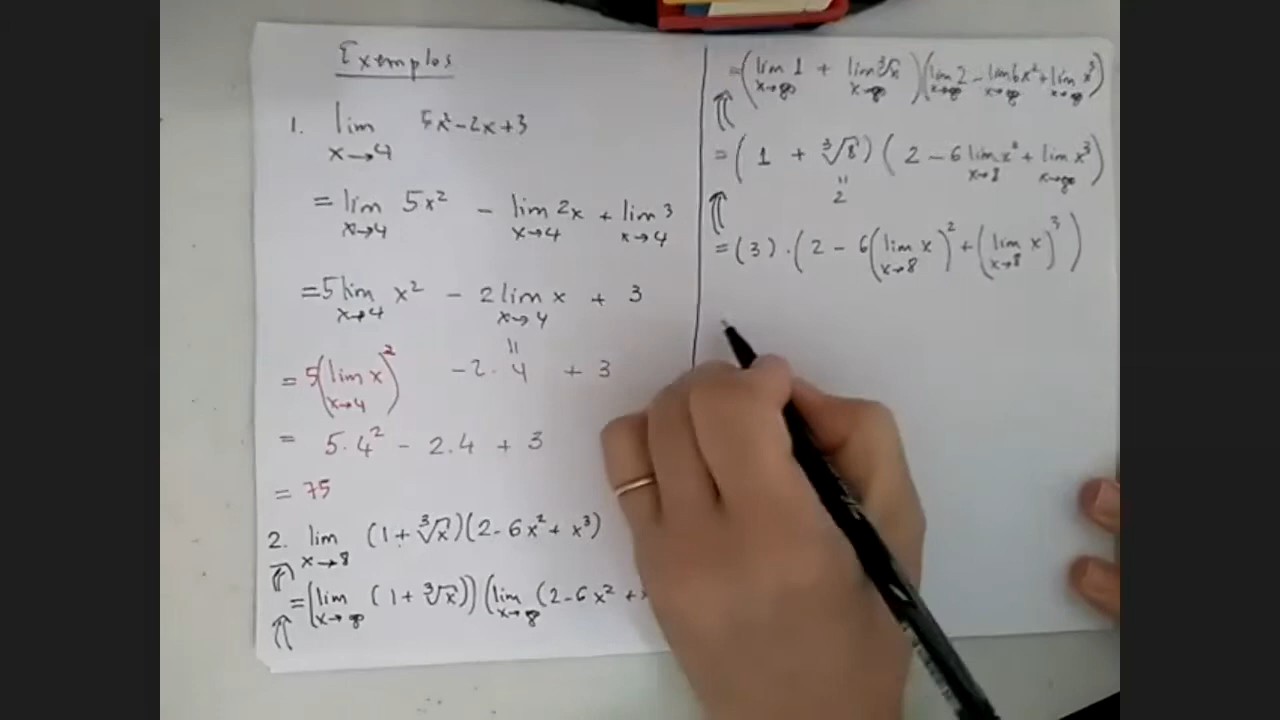 Exemplos
1. lim x→4 5x²-2x+3
= lim x→4 5x² - lim x→4 2x + lim x→4 3
= 5 lim x→4 x² - 2 lim x→4 x + 3
= 5(lim x→4 x)² -2. 4 + 3
= 5.4² - 2.4 + 3
= 75
2. lim x→8 (1+∛x)(2-6x²+x³)
= (lim x→8 (1+∛x))(lim x→8 (2-6x² +
= (lim x→8 1 + lim x→8 ∛x)(lim x→8 2 - lim x→8 6x² + lim x→8 x³)
= (1 + ∛8)(2 - 6 lim x→8 x² + lim x→8 x³)
=
2
= (3).(2 - 6(lim x→8 x)² + (lim x→8 x)³)